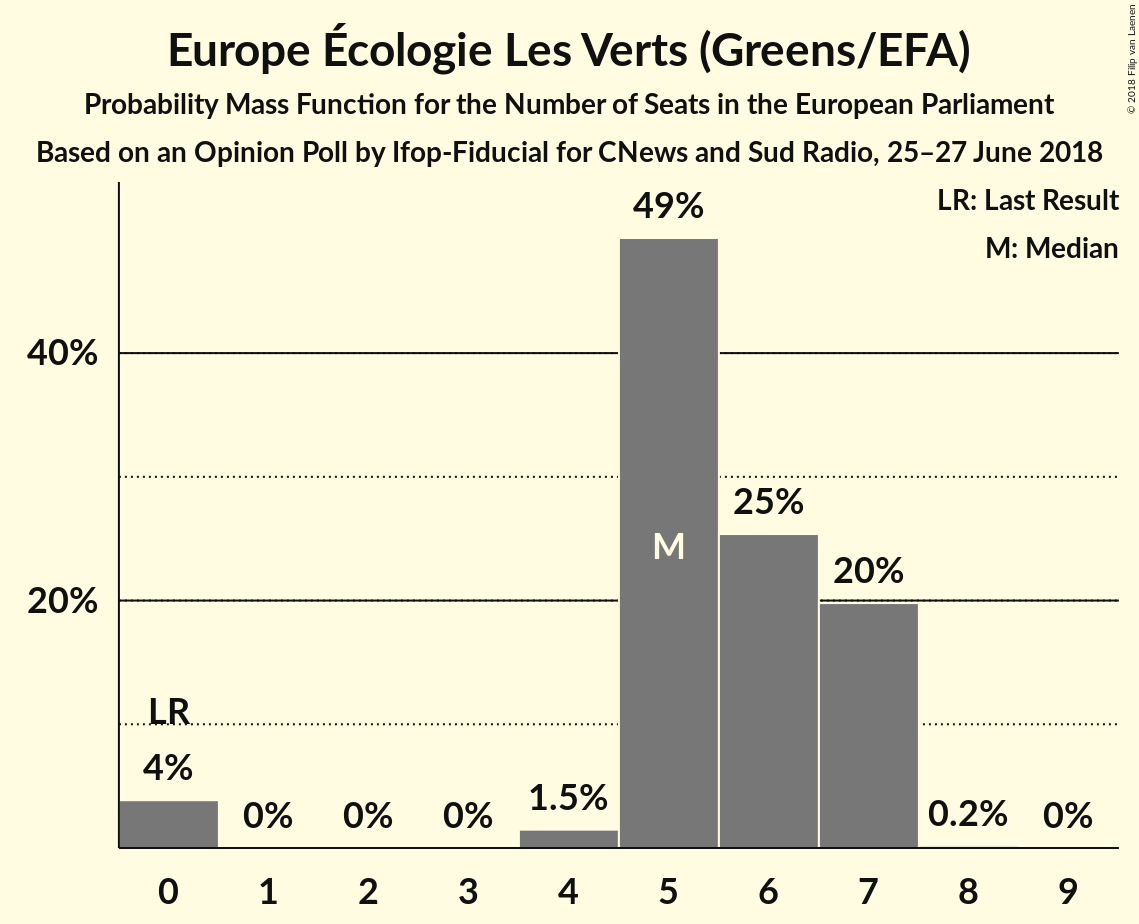 Europe Écologie Les Verts (Greens/EFA)
Probability Mass Function for the Number of Seats in the European Parliament
Based on an Opinion Poll by Ifop-Fiducial for CNews and Sud Radio, 25–27 June 2018
© 2018 Filip van Laenen
LR: Last Result
M: Median
49%
40%
25%
M
20%
20%
LR
4%
0%
0%
0%
1.5%
0.2%
0%
0 1 2 3 4 5 6 7 8 9